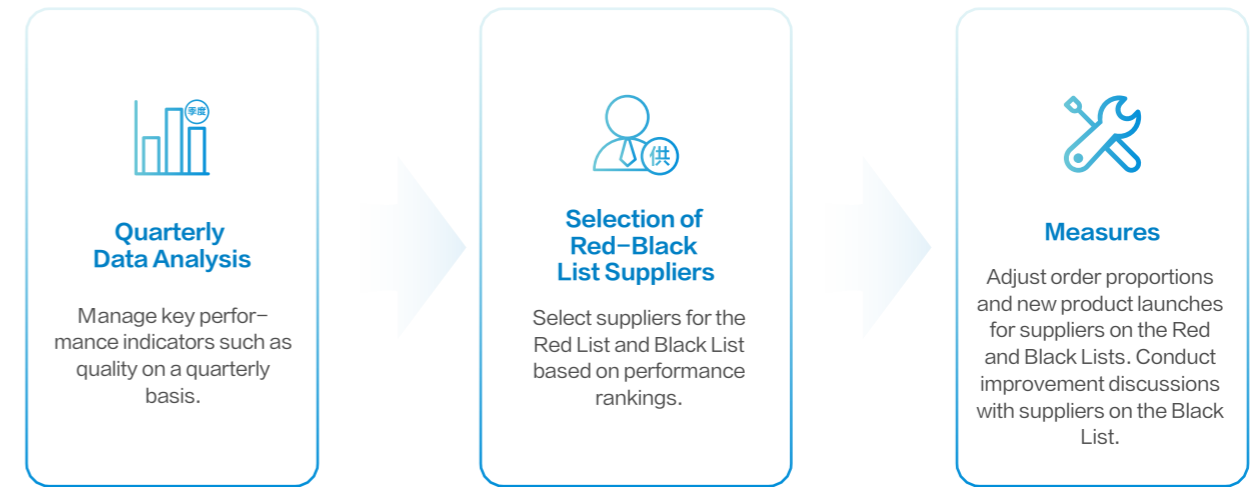 季度
Quarterly
Data Analysis
Manage key perfor–
mance indicators such as
quality on a quarterly
basis.
供
Selection of
Red–Black
List Suppliers
Select suppliers for the
Red List and Black List
based on performance
rankings.
Measures
Adjust order proportions
and new product launches
for suppliers on the Red
and Black Lists. Conduct
improvement discussions
with suppliers on the Black
List.